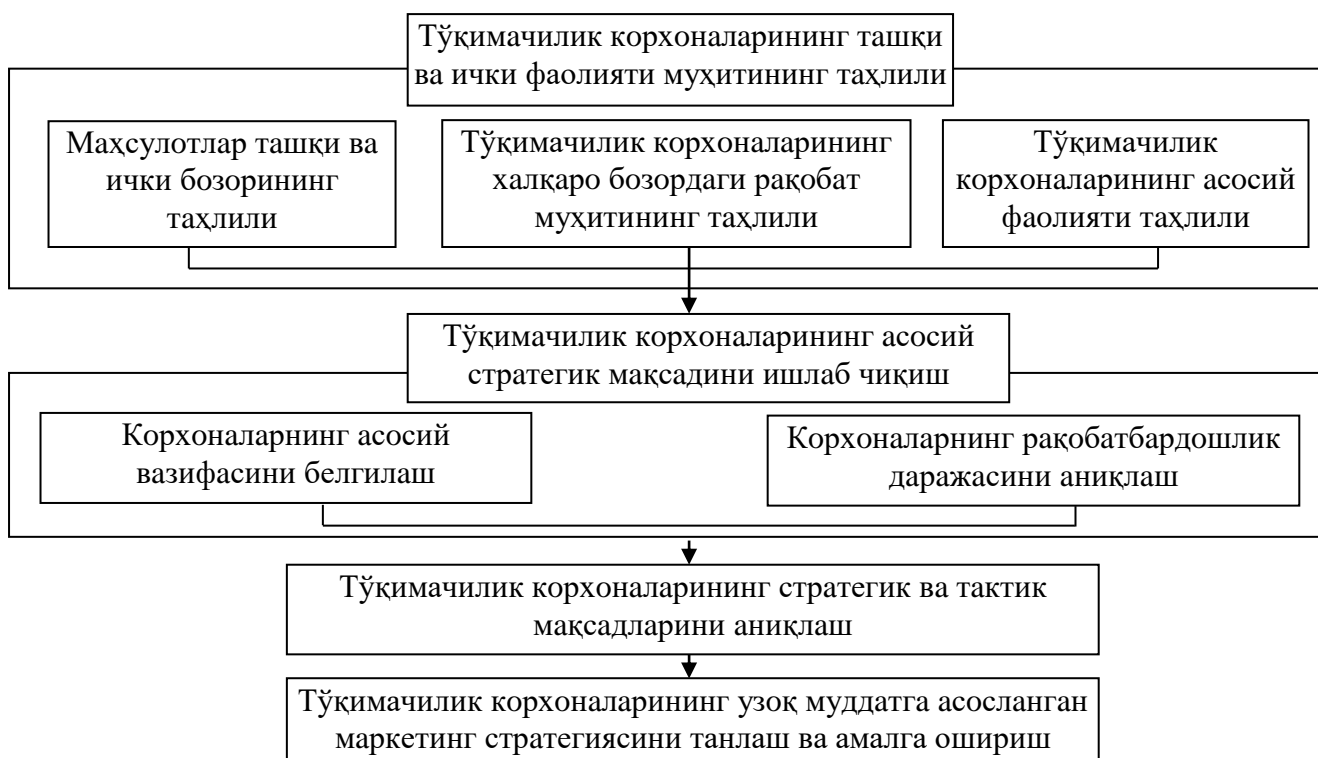 Тўқимачилик корхоналарининг ташқи
ва ички фаолияти муҳитининг таҳлили
Маҳсулотлар ташқи ва
ички бозорининг
таҳлили
Тўқимачилик корхоналарининг
халқаро бозордаги рақобат
муҳитининг таҳлили
Тўқимачилик
корхоналарининг асосий
фаолияти таҳлили
Тўқимачилик корхоналарининг асосий
стратегик мақсадини ишлаб чиқиш
Корхоналарнинг асосий
вазифасини белгилаш
Корхоналарнинг рақобатбардошлик
даражасини аниқлаш
Тўқимачилик корхоналарининг стратегик ва тактик
мақсадларини аниқлаш
Тўқимачилик корхоналарининг узоқ муддатга асосланган
маркетинг стратегиясини танлаш ва амалга ошириш